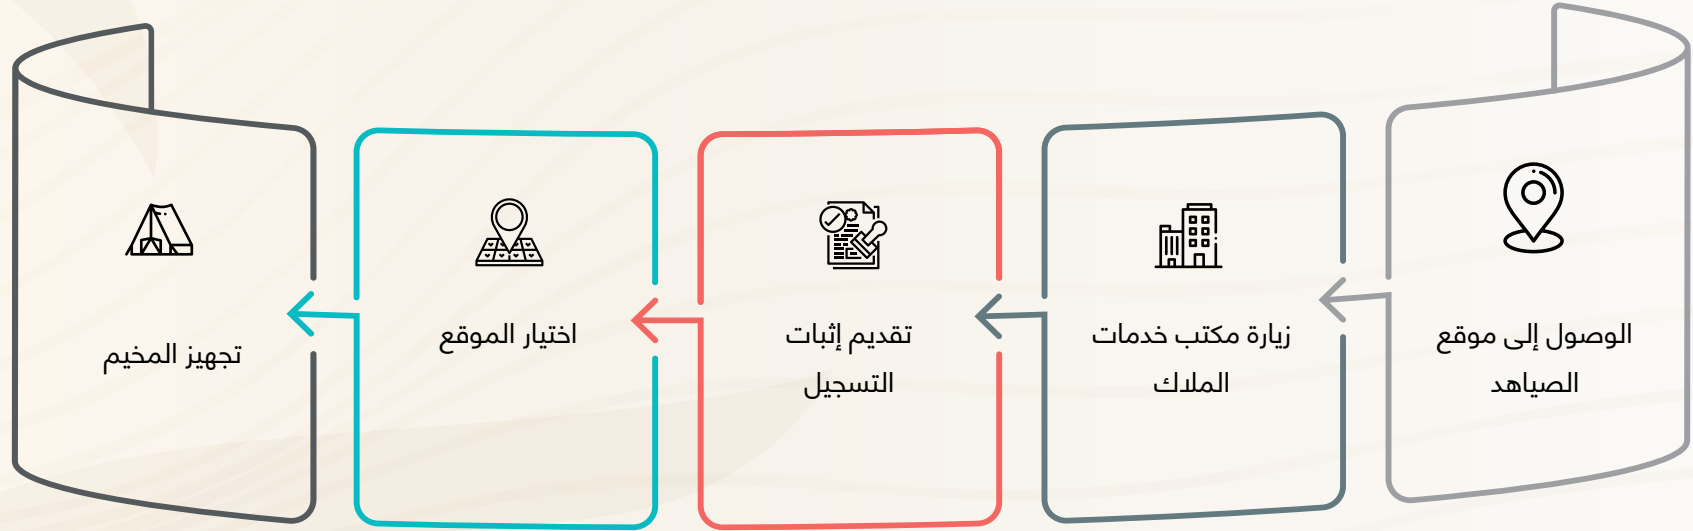 الوصول إلى موقع
الصياهد
زيارة مكتب خدمات
الملاك
تقديم إثبات
التسجيل
اختيار الموقع
تجهيز المخيم